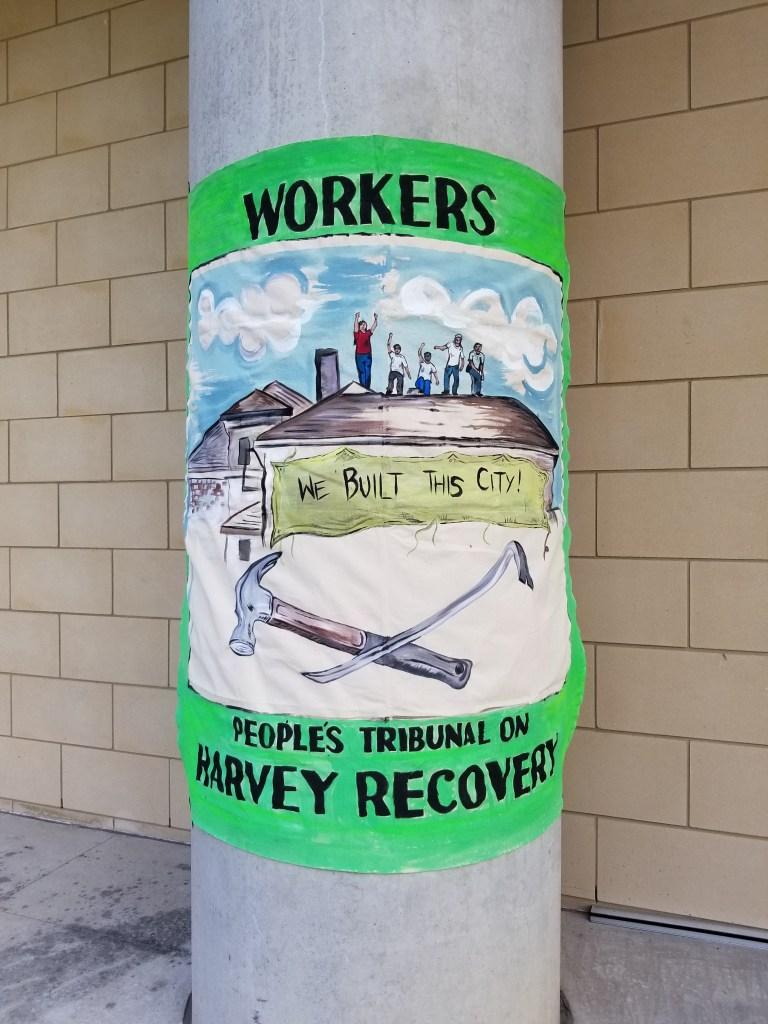 WORKERS
WE BUILT THIS CITY!
PEOPLE'S TRIBUNAL ON
HARVEY RECOVERY